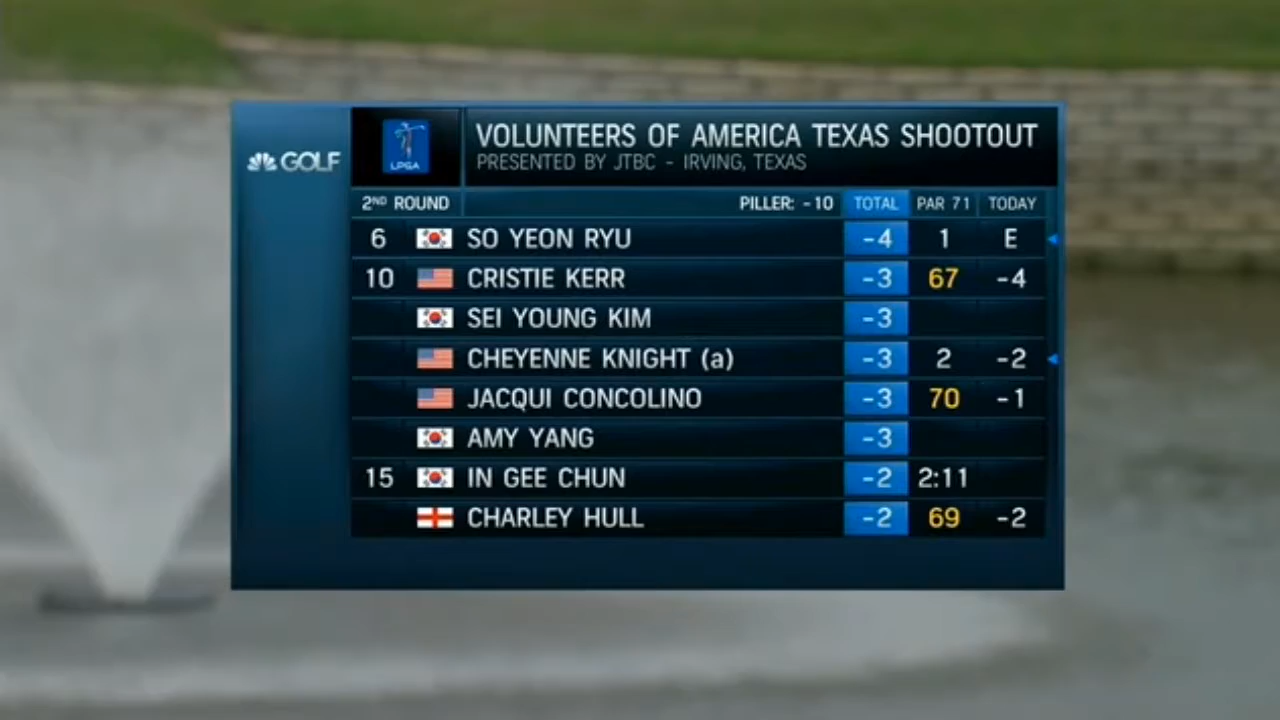 GOLF
LPGA
VOLUNTEERS OF AMERICA TEXAS SHOOTOUT
PRESENTED BY JTBC - IRVING, TEXAS
2ND ROUND PILLER: -10 TOTAL PAR 71 TODAY
6 SO YEON RYU -4 1 E
10 CRISTIE KERR -3 67 -4
SEI YOUNG KIM -3
CHEYENNE KNIGHT (a) -3 2 -2
JACQUI CONCOLINO -3 70 -1
AMY YANG -3
15 IN GEE CHUN -2 2:11
CHARLEY HULL -2 69 -2